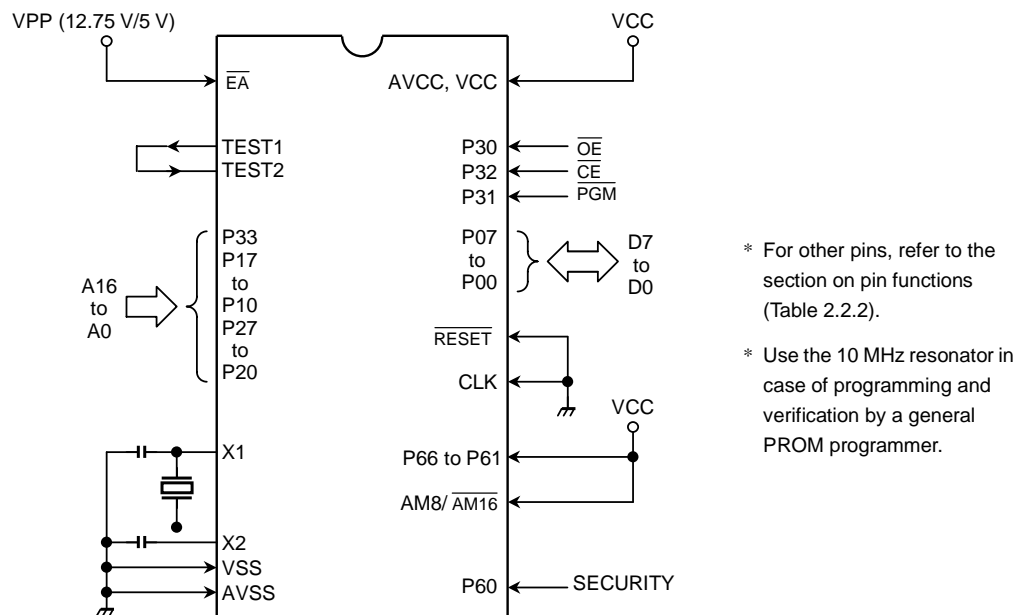 VPP (12.75 V/5 V)
VCC
EA
AVCC, VCC
TEST1
TEST2
P30
OE
P32
CE
P31
PGM
A16
to
A0
P33
P17
to
P10
P27
to
P20
P07
to
P00
D7
to
D0
RESET
CLK
VCC
X1
P66 to P61
AM8/ AM16
X2
VSS
AVSS
P60
SECURITY
* For other pins, refer to the
section on pin functions
(Table 2.2.2).
* Use the 10 MHz resonator in
case of programming and
verification by a general
PROM programmer.